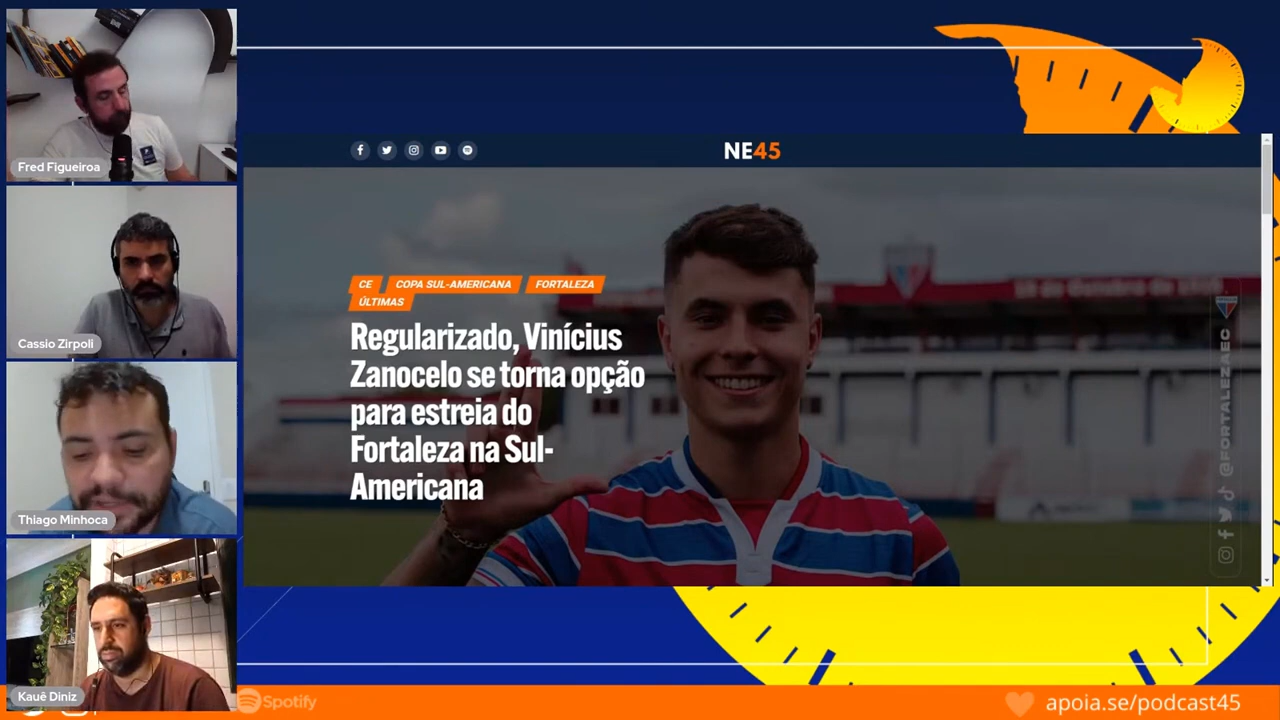 Fred Figueiroa
Cassio Zirpoli
Thiago Minhoca
Kauê Diniz
NE45
CE
COPA SUL-AMERICANA
FORTALEZA
ÚLTIMAS
Regularizado, Vinícius
Zanocelo se torna opção
para estreia do
Fortaleza na Sul-
Americana
@FORTALEZAEC
Spotify
apoia.se/podcast45